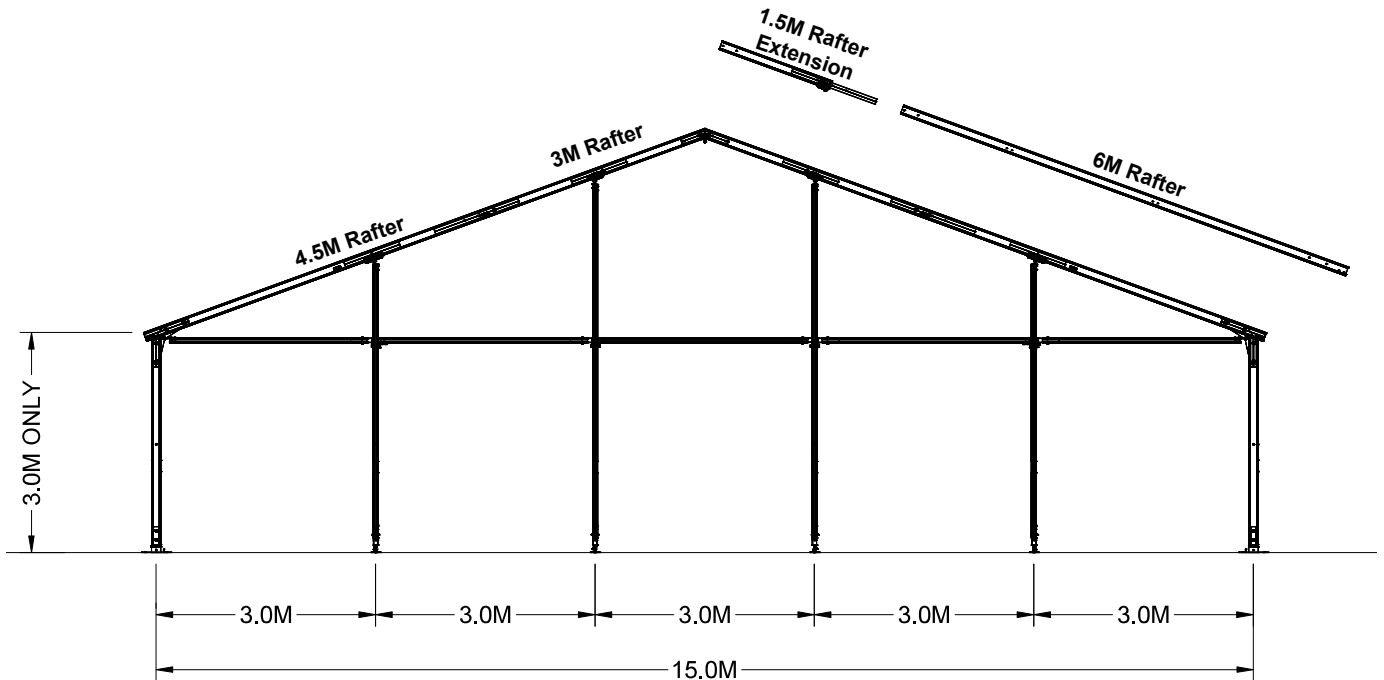 1.5M Rafter
Extension
3M Rafter
6M Rafter
4.5M Rafter
3.0M ONLY
3.0M
3.0M
3.0M
3.0M
3.0M
15.0M